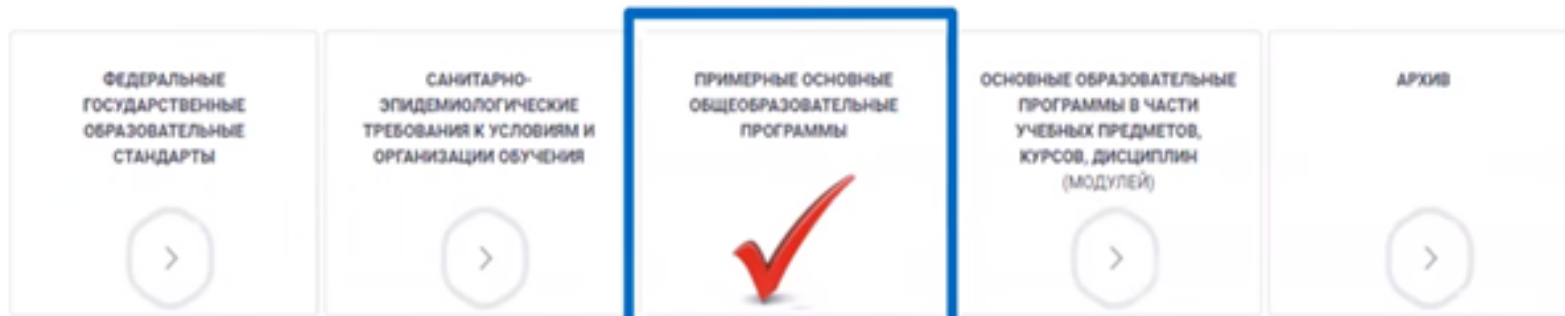 ФЕДЕРАЛЬНЫЕ
ГОСУДАРСТВЕННЫЕ
ОБРАЗОВАТЕЛЬНЫЕ
СТАНДАРТЫ
САНИТАРНО-
ЭПИДЕМИОЛОГИЧЕСКИЕ
ТРЕБОВАНИЯ К УСЛОВИЯМ И
ОРГАНИЗАЦИИ ОБУЧЕНИЯ
ПРИМЕРНЫЕ ОСНОВНЫЕ
ОБЩЕОБРАЗОВАТЕЛЬНЫЕ
ПРОГРАММЫ
ОСНОВНЫЕ ОБРАЗОВАТЕЛЬНЫЕ
ПРОГРАММЫ В ЧАСТИ
УЧЕБНЫХ ПРЕДМЕТОВ,
КУРСОВ, ДИСЦИПЛИН
(МОДУЛЕЙ)
АРХИВ